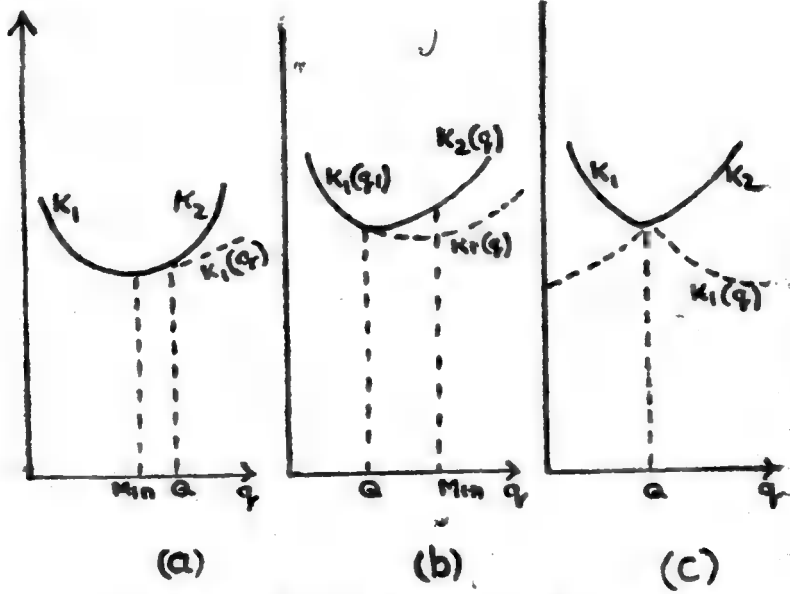 K₁ K₂ K₁(q)
Min Q q
(a)
K₁(q₁) K₂(q) Kr(q)
Q Min q
(b)
K₁ K₂ K₁(q)
Q q
(c)